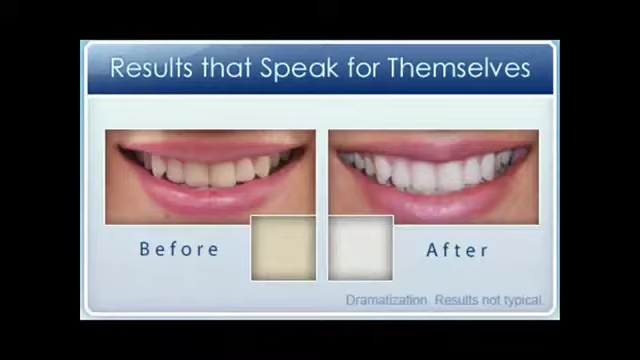 Results that Speak for Themselves
Before
After
Dramatization. Results not typical.